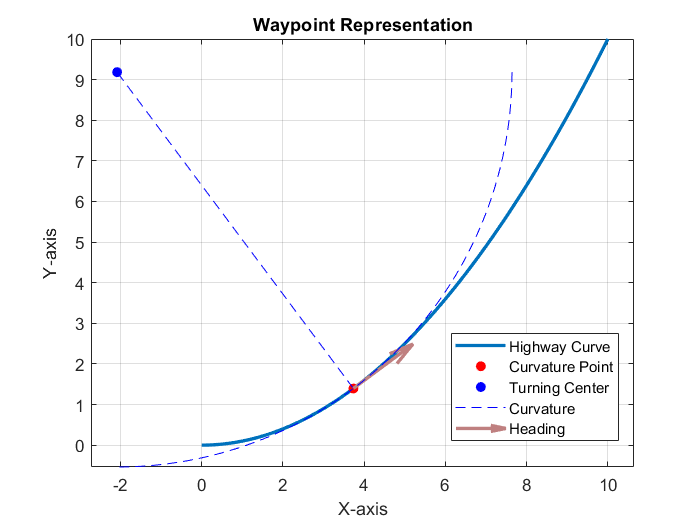 Waypoint Representation
10
9
8
7
6
5
4
3
2
1
0
Y-axis
Highway Curve
Curvature Point
Turning Center
Curvature
Heading
-2 0 2 4 6 8 10
X-axis